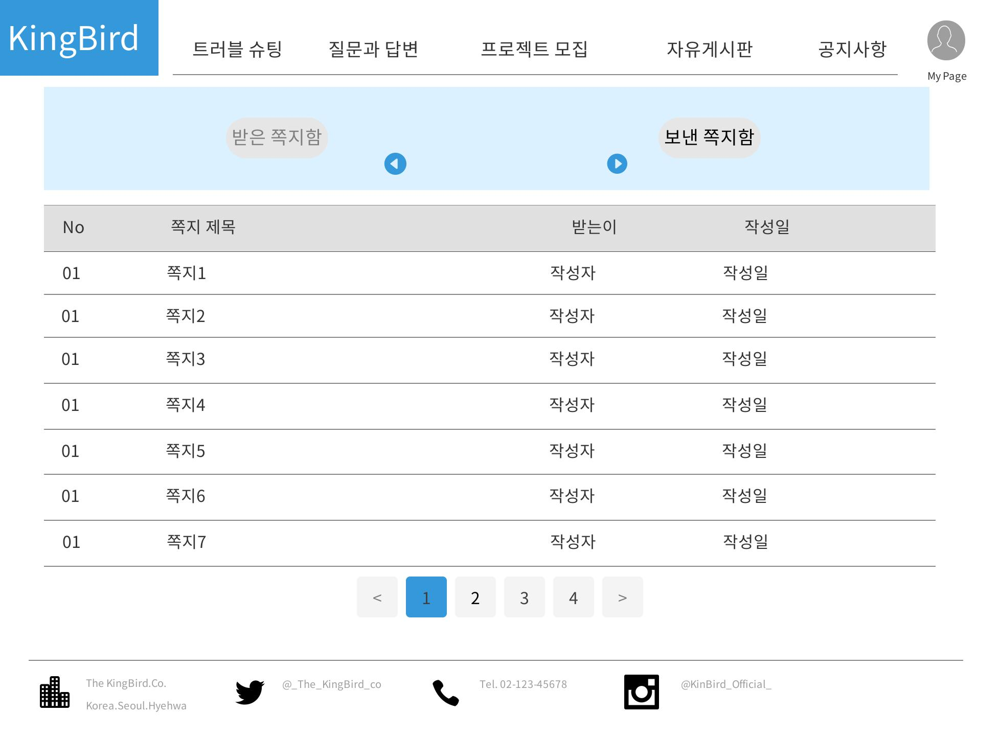 KingBird
트러블 슈팅 질문과 답변 프로젝트 모집 자유게시판 공지사항
My Page
받은 쪽지함 보낸 쪽지함
No 쪽지 제목 받는이 작성일
01 쪽지1 작성자 작성일
01 쪽지2 작성자 작성일
01 쪽지3 작성자 작성일
01 쪽지4 작성자 작성일
01 쪽지5 작성자 작성일
01 쪽지6 작성자 작성일
01 쪽지7 작성자 작성일
< 1 2 3 4 >
The KingBird.Co. @_The_KingBird_co Tel. 02-123-45678 @KinBird_Official_
Korea.Seoul.Hyehwa